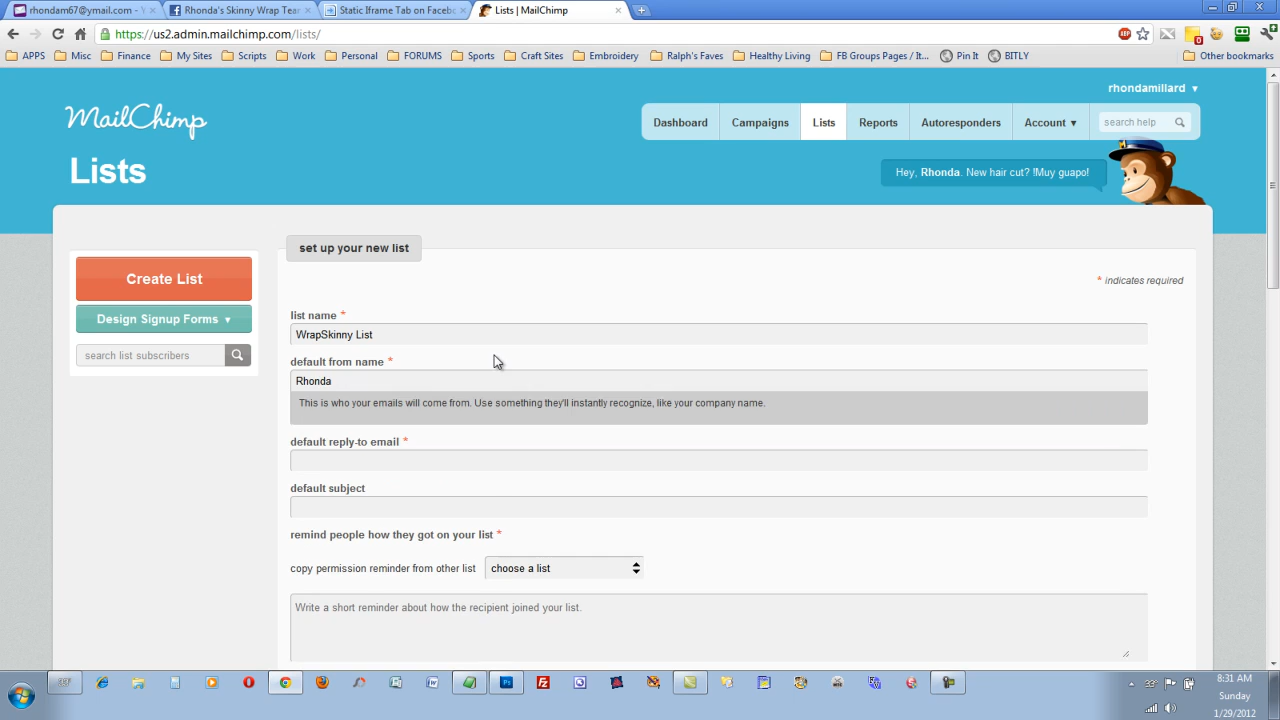 rhondam67@ymail.com - Y
Rhonda's Skinny Wrap Tear
Static Iframe Tab on Facebo
Lists | MailChimp
https://us2.admin.mailchimp.com/lists/
APPS
Misc
Finance
My Sites
Scripts
Work
Personal
FORUMS
Sports
Craft Sites
Embroidery
Ralph's Faves
Healthy Living
FB Groups Pages / It...
Pin It
BITLY
Other bookmarks
rhondamillard
MailChimp
Dashboard
Campaigns
Lists
Reports
Autoresponders
Account
search help
Lists
Hey, Rhonda. New hair cut? !Muy guapo!
set up your new list
Create List
* indicates required
Design Signup Forms
list name *
WrapSkinny List
search list subscribers
default from name *
Rhonda
This is who your emails will come from. Use something they'll instantly recognize, like your company name.
default reply-to email *
default subject
remind people how they got on your list *
copy permission reminder from other list
choose a list
Write a short reminder about how the recipient joined your list.
8:31 AM
Sunday
1/29/2012